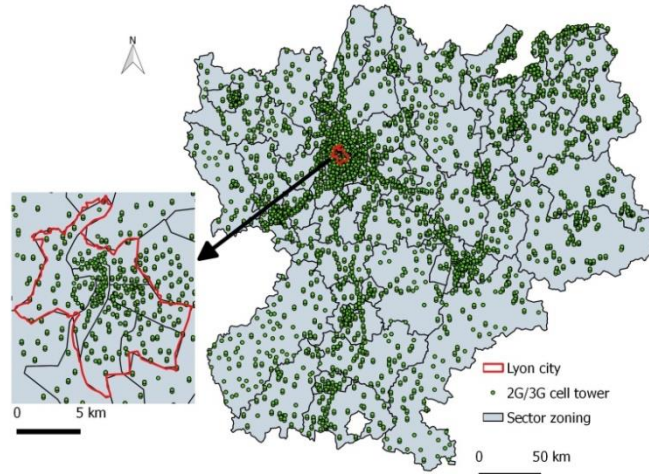 N
Lyon city
2G/3G cell tower
Sector zoning
0 5 km
0 50 km